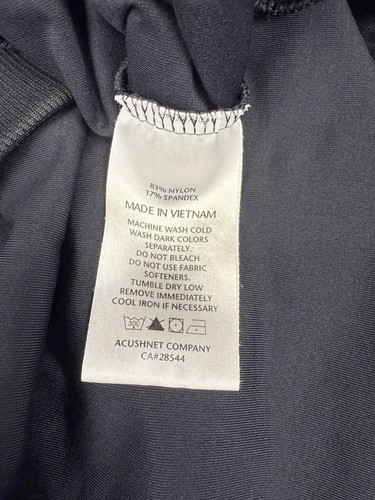 83% NYLON
17% SPANDEX
MADE IN VIETNAM
MACHINE WASH COLD
WASH DARK COLORS
SEPARATELY.
DO NOT BLEACH
DO NOT USE FABRIC
SOFTENERS.
TUMBLE DRY LOW
REMOVE IMMEDIATELY
COOL IRON IF NECESSARY
ACUSHNET COMPANY
CA#28544